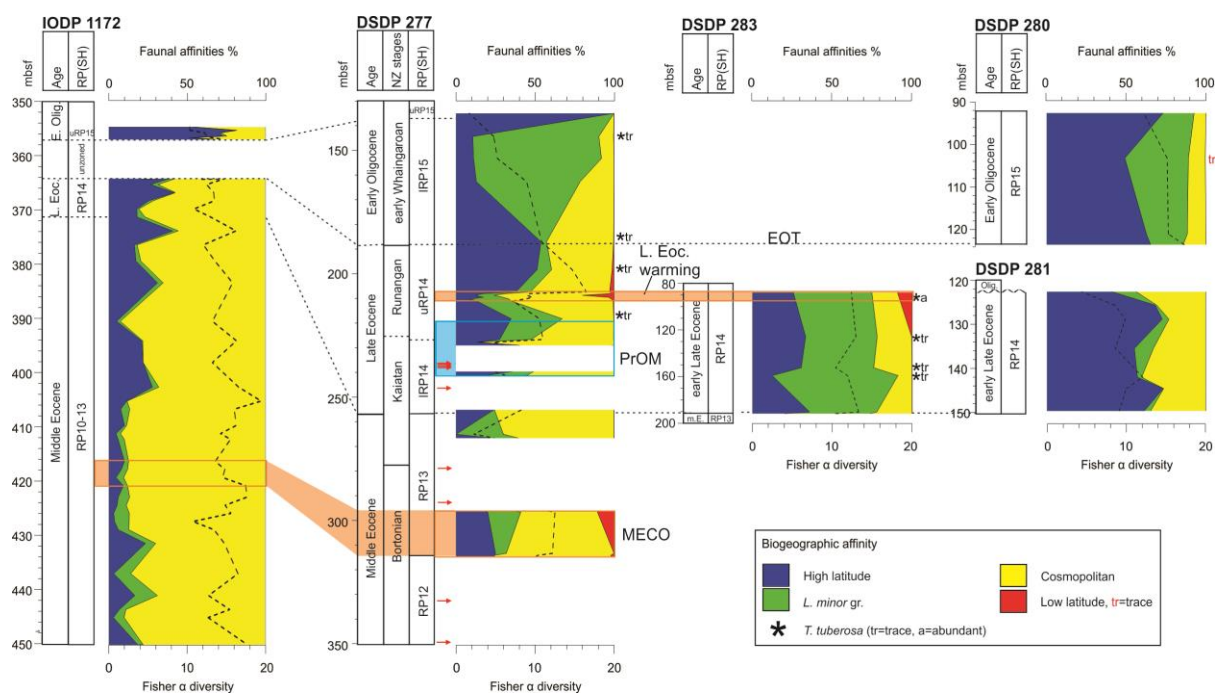 IODP 1172
DSDP 277
DSDP 283
DSDP 280
mbsf
Age
RP(SH)
Faunal affinities %
0 50 100
mbsf
Age
NZ stages
RP(SH)
Faunal affinities %
0 50 100
mbsf
Age
RP(SH)
mbsf
Age
RP(SH)
Faunal affinities %
0 50 100
350
360
370
380
390
400
410
420
430
440
450
E. Olig.
L. Eoc.
Middle Eocene
uRP15
unzoned
RP14
RP10-13
0 10 20
Fisher α diversity
150
200
250
300
350
Early Oligocene
Late Eocene
Middle Eocene
early Whaingaroan
Runangan
Kaiatan
Bortonian
uRP15
lRP15
uRP14
lRP14
RP13
RP12
*tr
*tr
*tr
*tr
EOT
L. Eoc.
warming
PrOM
MECO
0 10 20
Fisher α diversity
80
120
160
200
early Late Eocene
m.E.
RP14
RP13
*a
*tr
*tr
*tr
0 10 20
Fisher α diversity
90
100
110
120
Early Oligocene
RP15
tr
DSDP 281
120
130
140
150
Olig.
early Late Eocene
RP14
0 10 20
Fisher α diversity
Biogeographic affinity
High latitude
Cosmopolitan
L. minor gr.
Low latitude, tr=trace
* T. tuberosa (tr=trace, a=abundant)